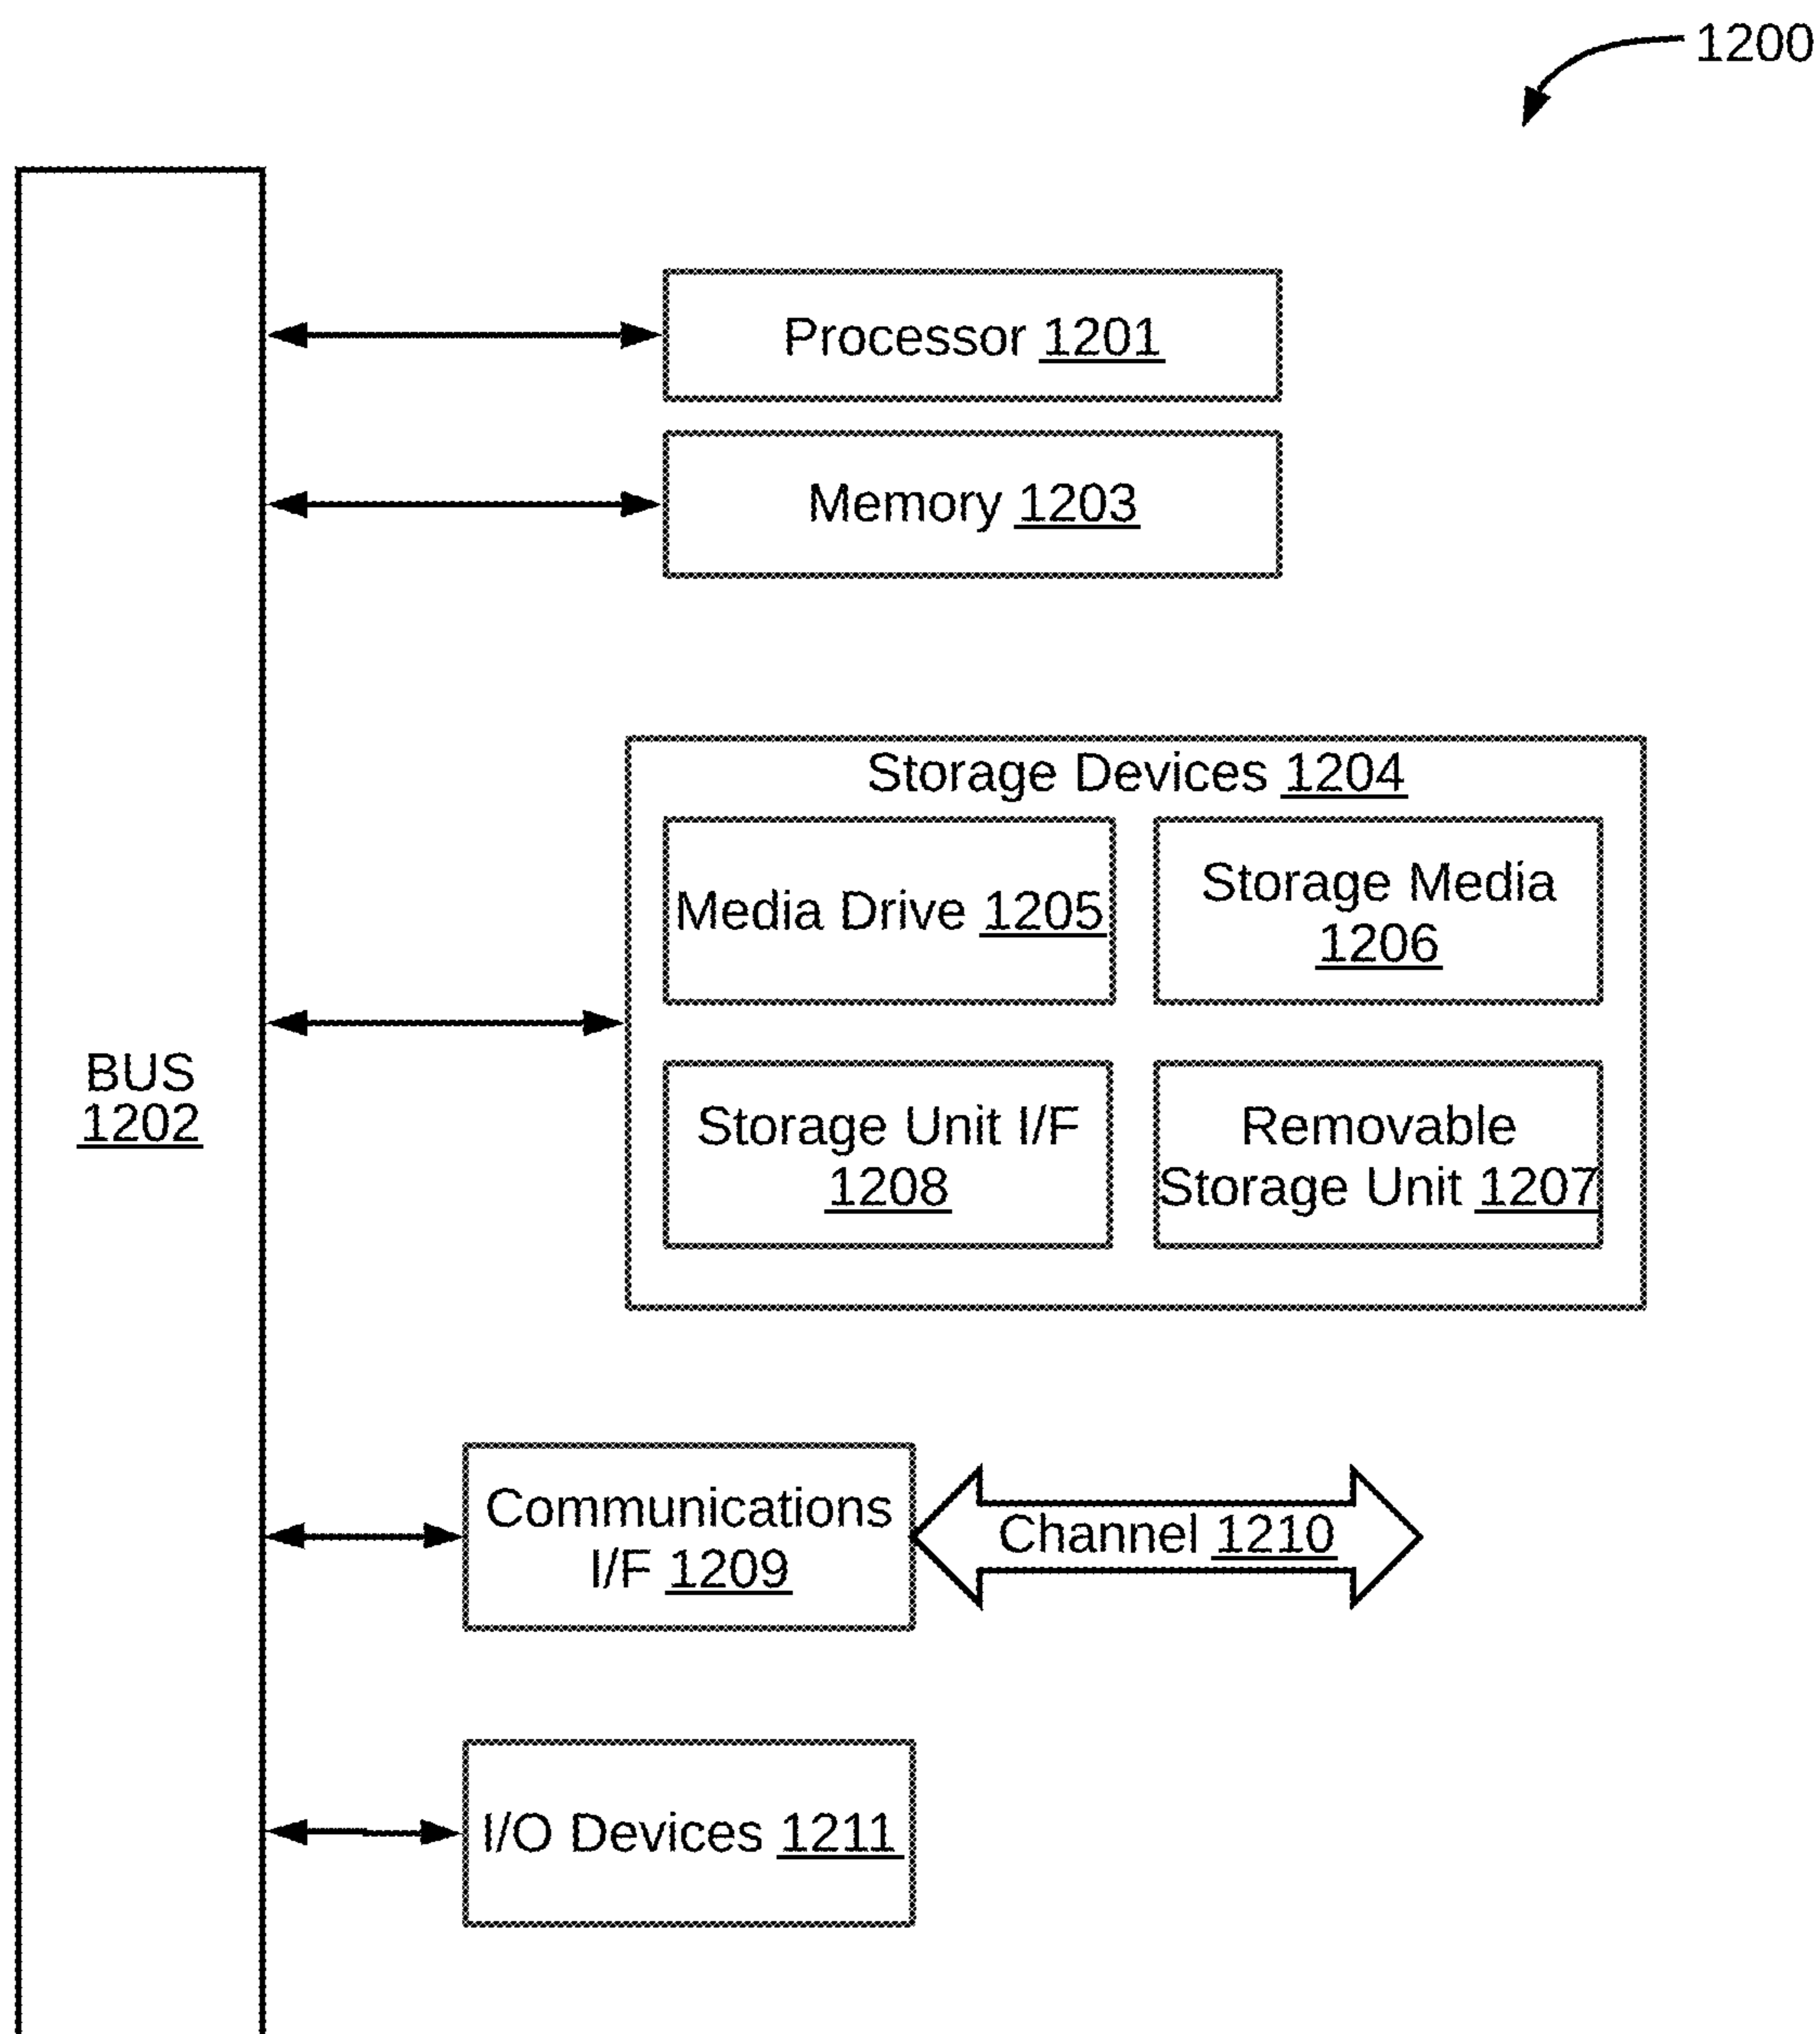 1200
Processor 1201
Memory 1203
Storage Devices 1204
Media Drive 1205
Storage Media
1206
BUS
1202
Storage Unit I/F
1208
Removable
Storage Unit 1207
Communications
I/F 1209
Channel 1210
I/O Devices 1211